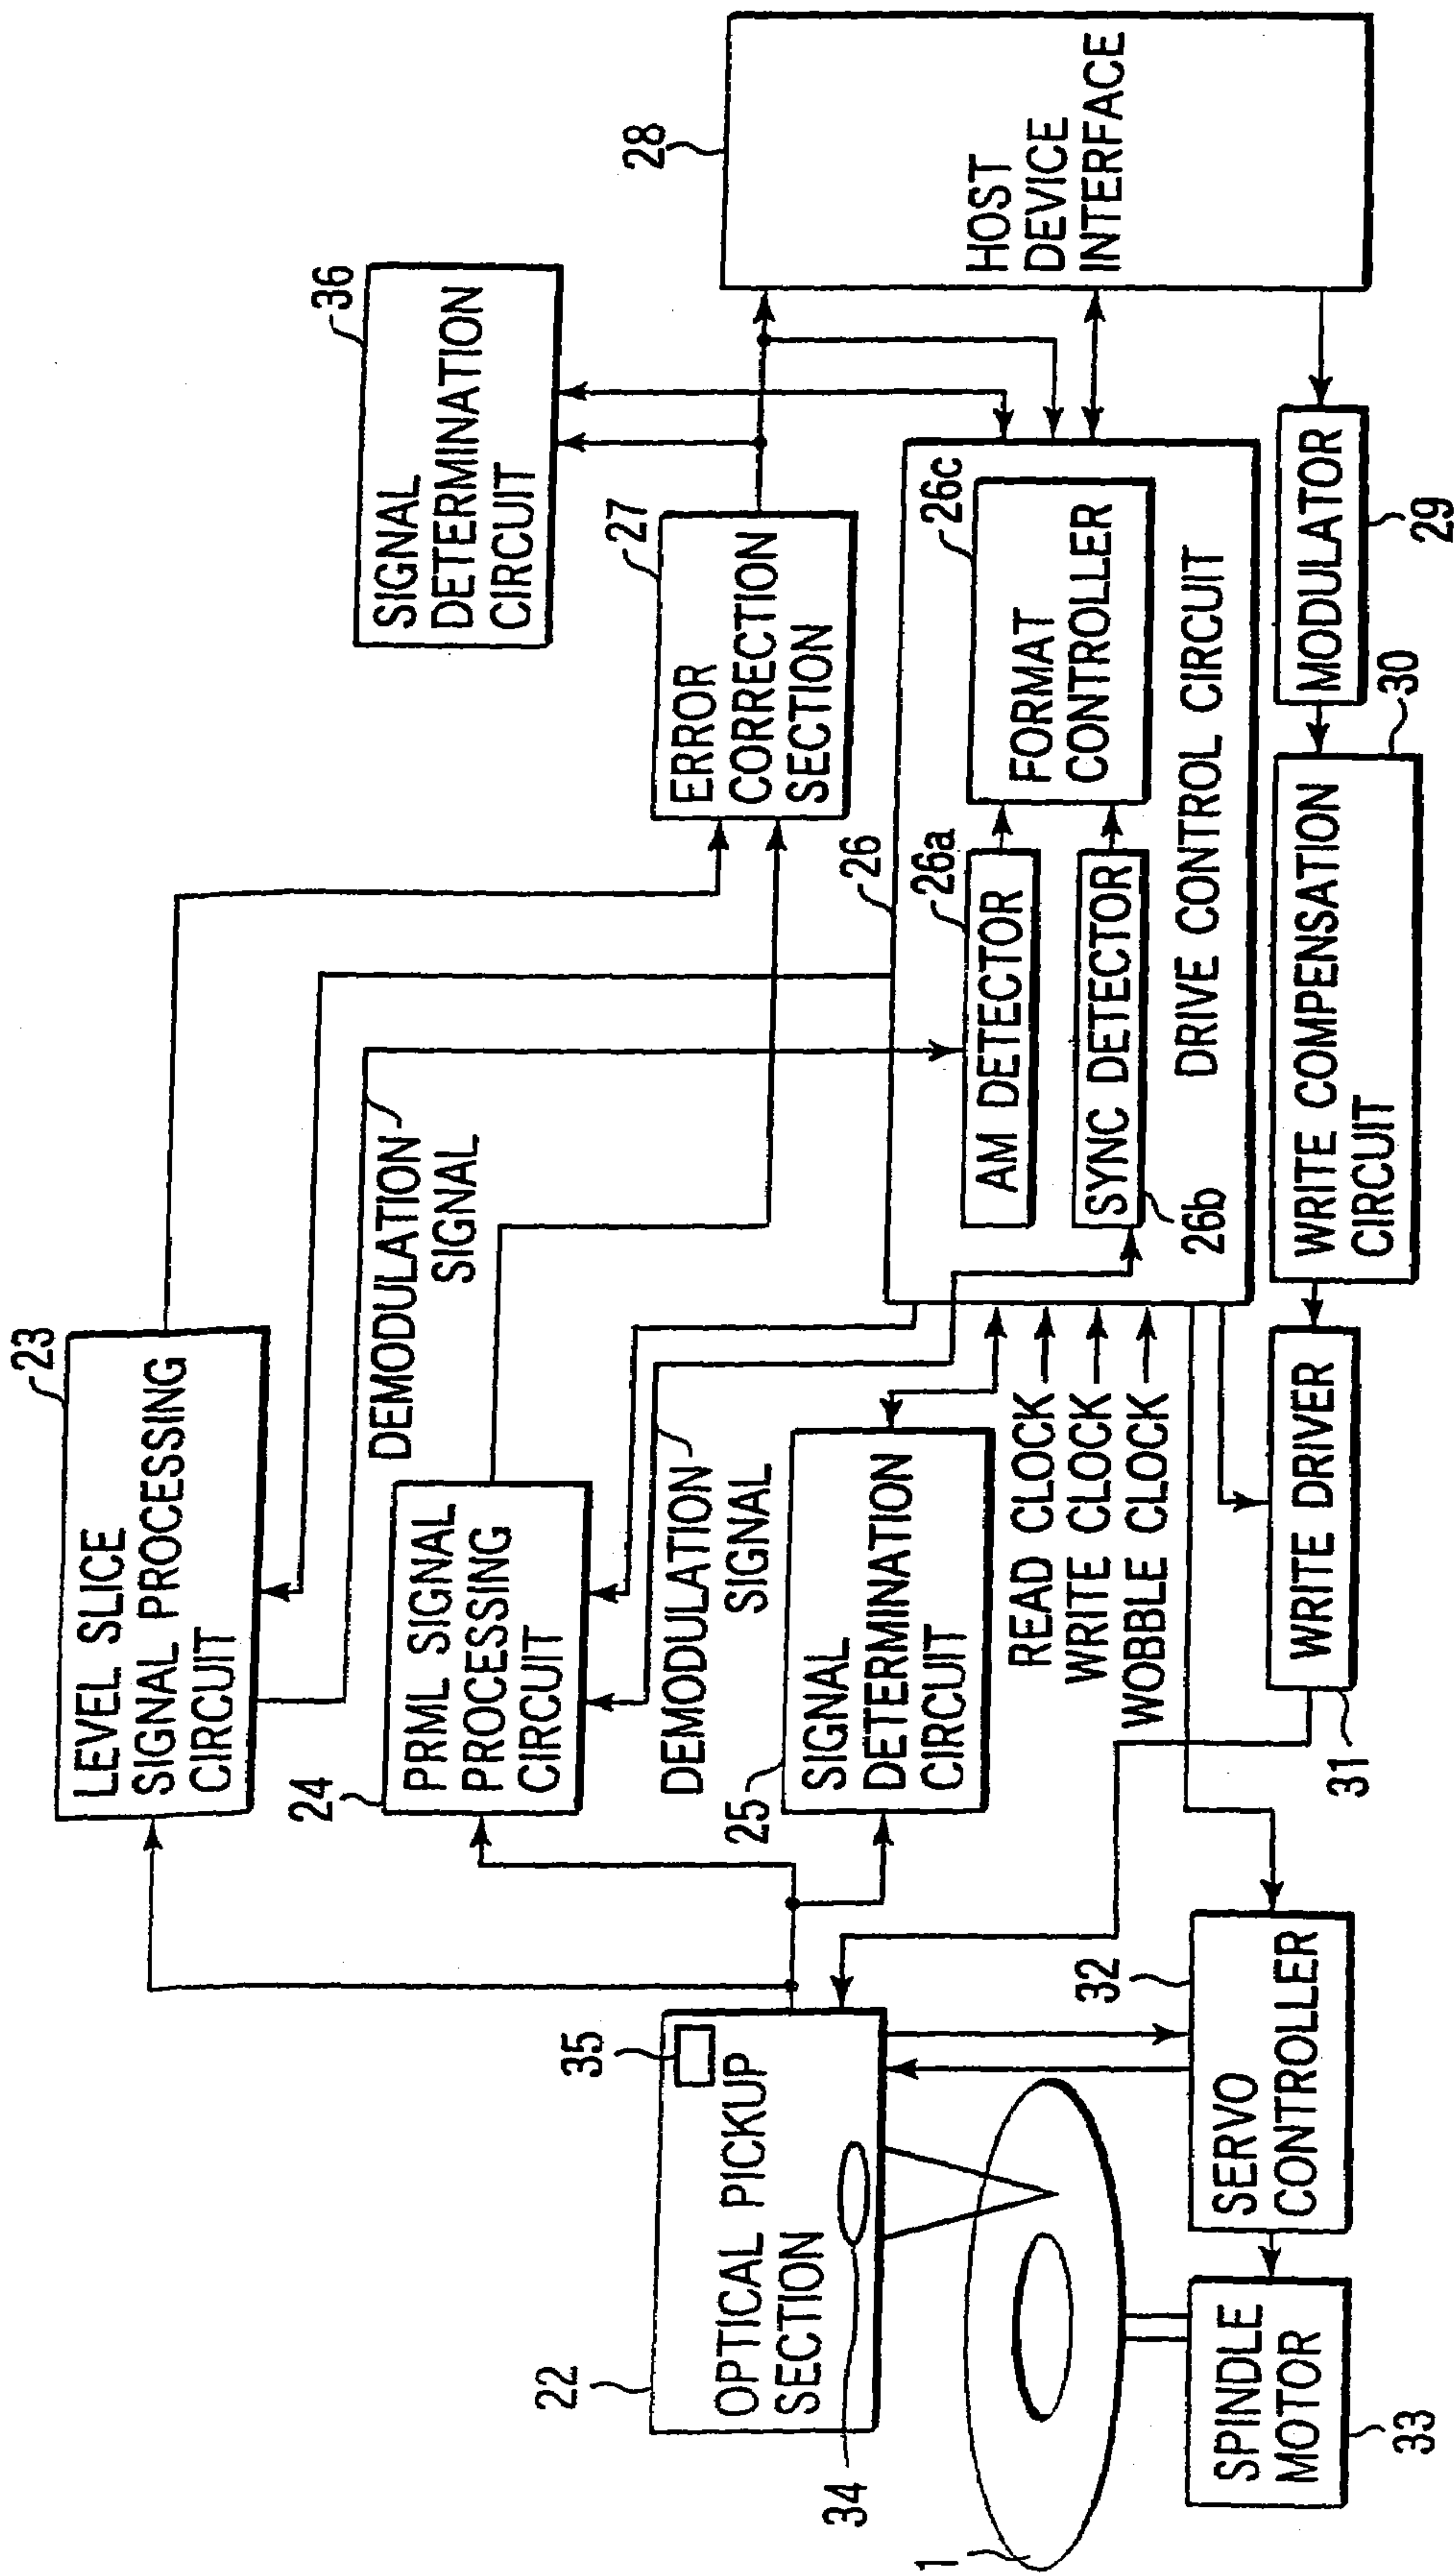 23
LEVEL SLICE
SIGNAL PROCESSING
CIRCUIT
DEMODULATION
SIGNAL
36
SIGNAL
DETERMINATION
CIRCUIT
24
PRML SIGNAL
PROCESSING
CIRCUIT
DEMODULATION
SIGNAL
27
ERROR
CORRECTION
SECTION
28
HOST
DEVICE
INTERFACE
22
OPTICAL PICKUP
SECTION
35
34
1
25
SIGNAL
DETERMINATION
CIRCUIT
26
26a
AM DETECTOR
SYNC DETECTOR
26b
26c
FORMAT
CONTROLLER
DRIVE CONTROL CIRCUIT
READ CLOCK
WRITE CLOCK
WOBBLE CLOCK
32
SERVO
CONTROLLER
SPINDLE
MOTOR
33
WRITE DRIVER
31
WRITE COMPENSATION
CIRCUIT
30
MODULATOR
29